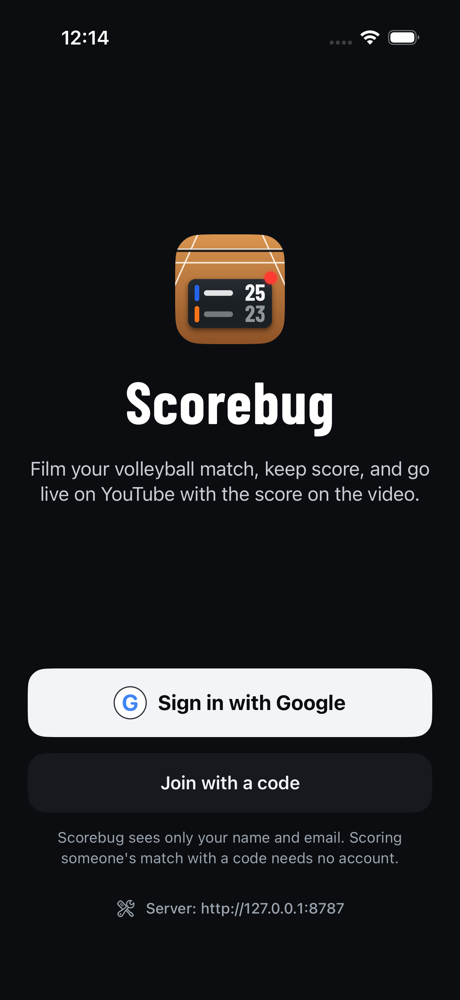 12:14
25
23
Scorebug
Film your volleyball match, keep score, and go
live on YouTube with the score on the video.
G Sign in with Google
Join with a code
Scorebug sees only your name and email. Scoring
someone's match with a code needs no account.
Server: http://127.0.0.1:8787